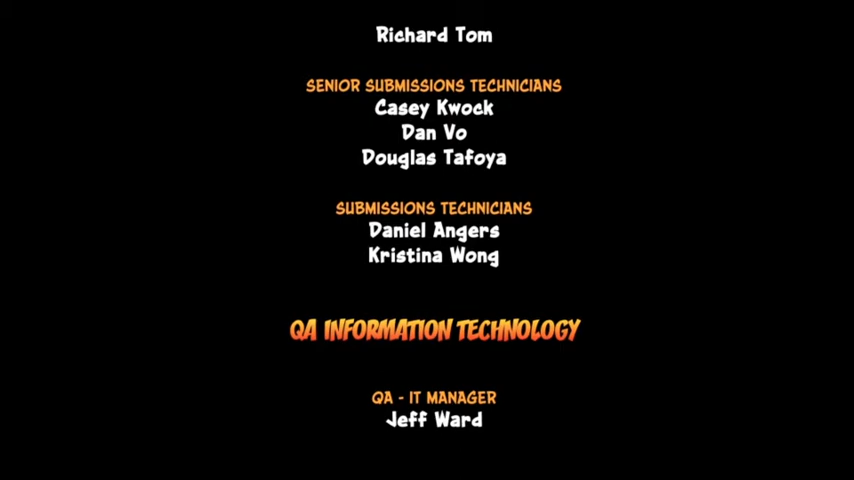 Richard Tom
SENIOR SUBMISSIONS TECHNICIANS
Casey Kwock
Dan Vo
Douglas Tafoya
SUBMISSIONS TECHNICIANS
Daniel Angers
Kristina Wong
QA INFORMATION TECHNOLOGY
QA - IT MANAGER
Jeff Ward